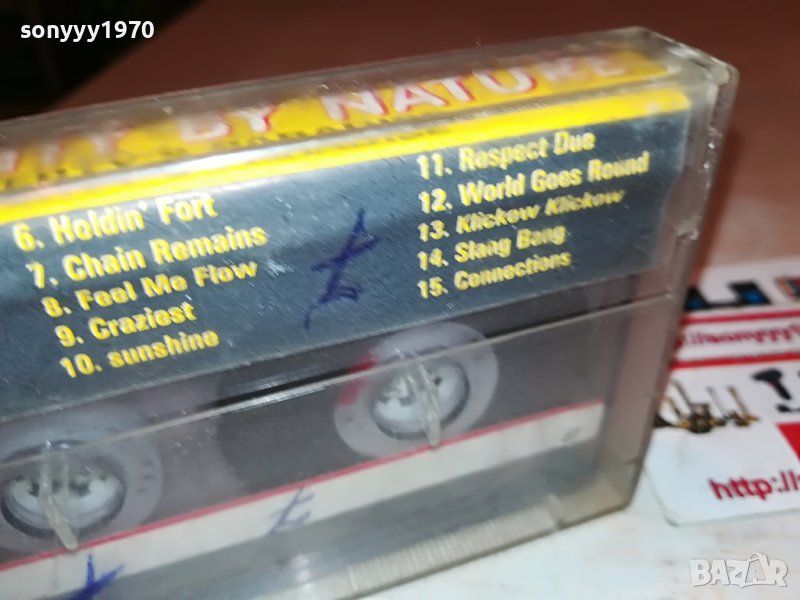 sonyyy1970
BY NATURE
6. Holdin' Fort
7. Chain Remains
8. Feel Me Flow
9. Craziest
10. sunshine
11. Respect Due
12. World Goes Round
13. Klickow Klickow
14. Slang Bang
15. Connections
http://
BAZAR